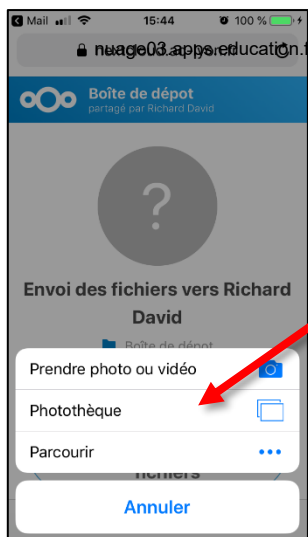 Mail 15:44 100 %
nuage03.apps.education.f
Boîte de dépot
partagé par Richard David
?
Envoi des fichiers vers Richard
David
Boîte de dépot
Prendre photo ou vidéo
Photothèque
Parcourir
fichiers
Annuler